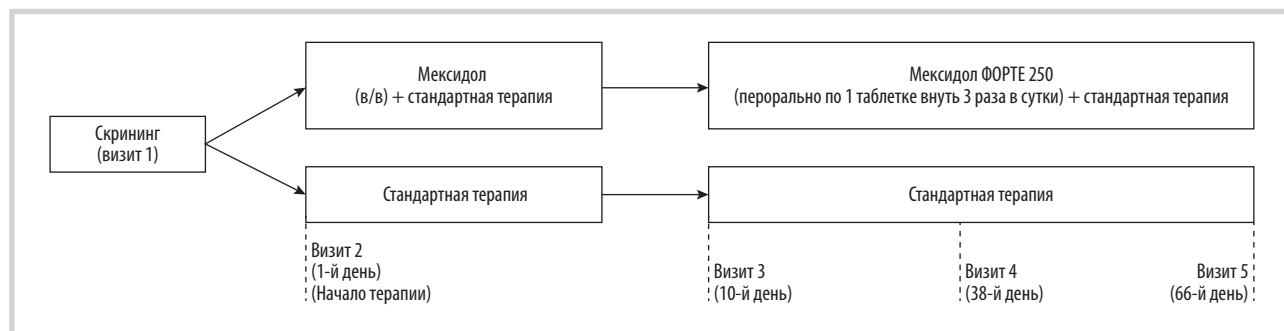 Скрининг
(визит 1)
Мексидол
(в/в) + стандартная терапия
Мексидол ФОРТЕ 250
(перорально по 1 таблетке внуть 3 раза в сутки) + стандартная терапия
Стандартная терапия
Стандартная терапия
Визит 2
(1-й день)
(Начало терапии)
Визит 3
(10-й день)
Визит 4
(38-й день)
Визит 5
(66-й день)